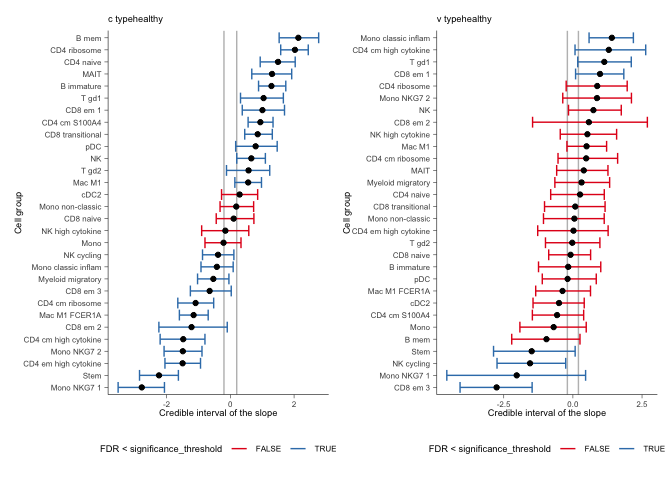 c typehealthy
Cell group
B mem
CD4 ribosome
CD4 naive
MAIT
B immature
T gd1
CD8 em 1
CD4 cm S100A4
CD8 transitional
pDC
NK
T gd2
Mac M1
cDC2
Mono non-classic
CD8 naive
NK high cytokine
Mono
NK cycling
Mono classic inflam
Myeloid migratory
CD8 em 3
CD4 cm ribosome
Mac M1 FCER1A
CD8 em 2
CD4 cm high cytokine
Mono NKG7 2
CD4 em high cytokine
Stem
Mono NKG7 1
-2 0 2
Credible interval of the slope
FDR < significance_threshold FALSE TRUE
v typehealthy
Cell group
Mono classic inflam
CD4 cm high cytokine
T gd1
CD8 em 1
CD4 ribosome
Mono NKG7 2
NK
CD8 em 2
NK high cytokine
Mac M1
CD4 cm ribosome
MAIT
Myeloid migratory
CD4 naive
CD8 transitional
Mono non-classic
CD4 em high cytokine
T gd2
CD8 naive
B immature
pDC
Mac M1 FCER1A
cDC2
CD4 cm S100A4
Mono
B mem
Stem
NK cycling
Mono NKG7 1
CD8 em 3
-2.5 0.0 2.5
Credible interval of the slope
FDR < significance_threshold FALSE TRUE